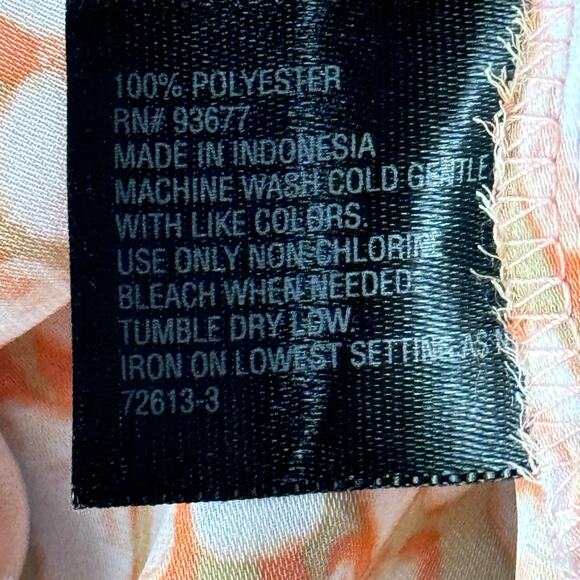 100% POLYESTER
RN# 93677
MADE IN INDONESIA
MACHINE WASH COLD GENTLE
WITH LIKE COLORS.
USE ONLY NON-CHLORINE
BLEACH WHEN NEEDED.
TUMBLE DRY LOW.
IRON ON LOWEST SETTING AS
72613-3